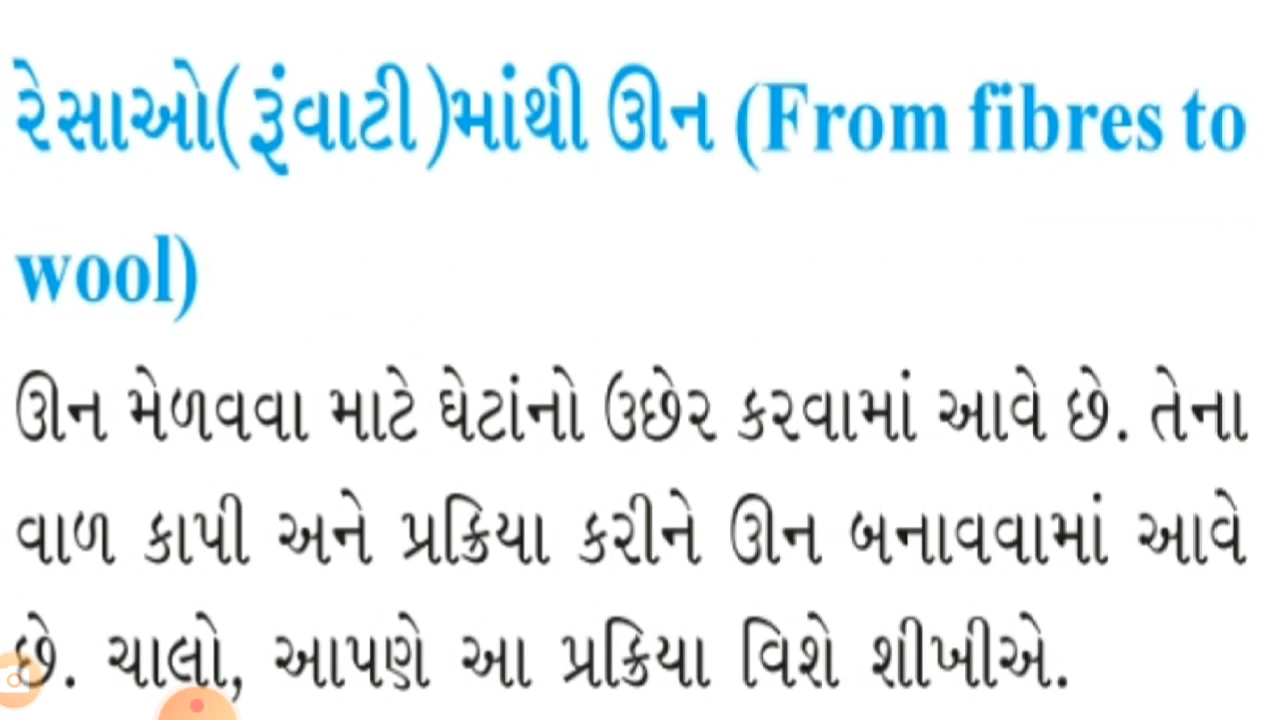 રેસાઓ(રૂંવાટી)માંથી ઊન (From fibres to
wool)
ઊન મેળવવા માટે ઘેટાંનો ઉછેર કરવામાં આવે છે. તેના
વાળ કાપી અને પ્રક્રિયા કરીને ઊન બનાવવામાં આવે
છે. ચાલો, આપણે આ પ્રક્રિયા વિશે શીખીએ.